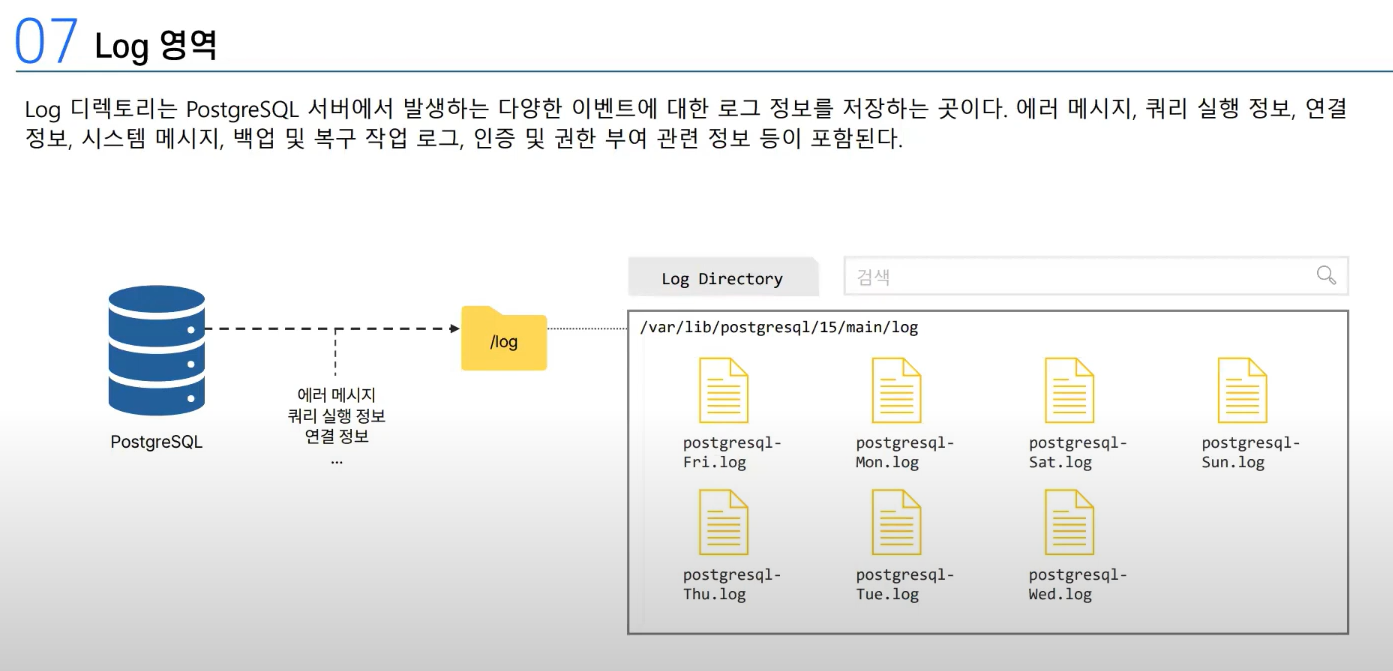 07 Log 영역
Log 디렉토리는 PostgreSQL 서버에서 발생하는 다양한 이벤트에 대한 로그 정보를 저장하는 곳이다. 에러 메시지, 쿼리 실행 정보, 연결
정보, 시스템 메시지, 백업 및 복구 작업 로그, 인증 및 권한 부여 관련 정보 등이 포함된다.
Log Directory
검색
/var/lib/postgresql/15/main/log
/log
PostgreSQL
에러 메시지
쿼리 실행 정보
연결 정보
...
postgresql-
Fri.log
postgresql-
Mon.log
postgresql-
Sat.log
postgresql-
Sun.log
postgresql-
Thu.log
postgresql-
Tue.log
postgresql-
Wed.log